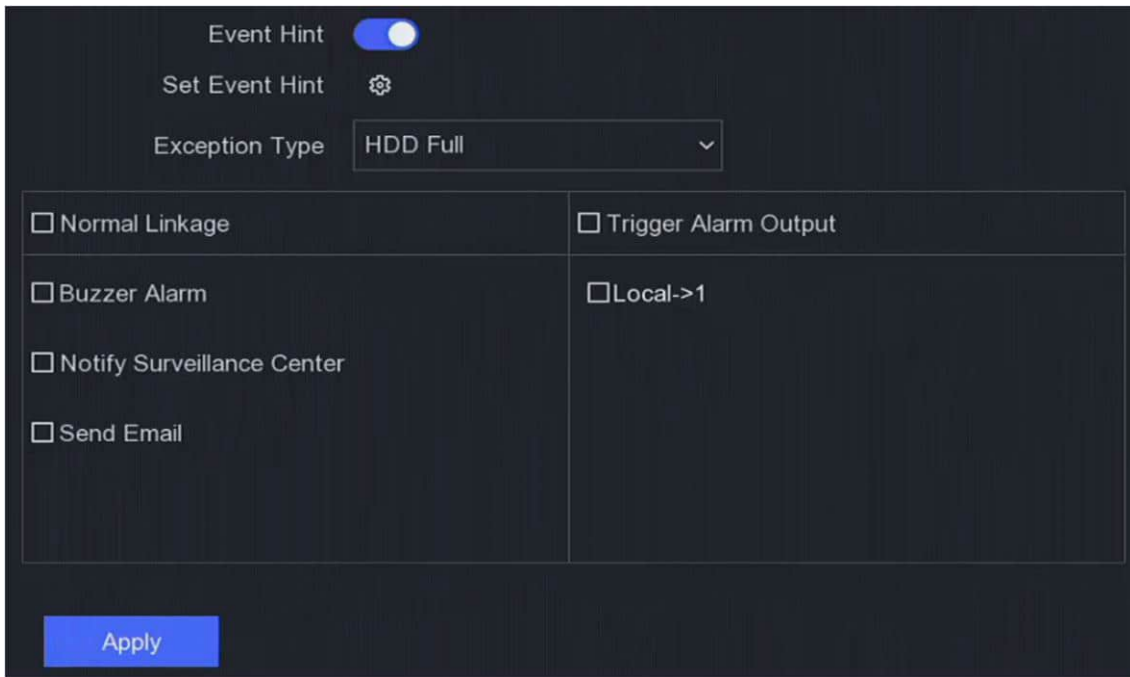 Event Hint
Set Event Hint
Exception Type HDD Full
Normal Linkage Trigger Alarm Output
Buzzer Alarm Local->1
Notify Surveillance Center
Send Email
Apply